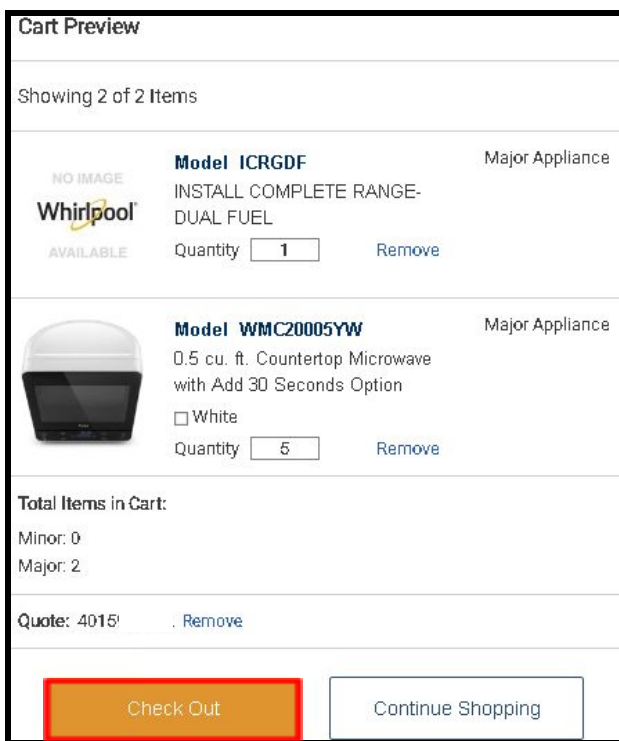 Cart Preview
Showing 2 of 2 Items
NO IMAGE
Whirlpool
AVAILABLE
Model ICRGDF
INSTALL COMPLETE RANGE-
DUAL FUEL
Quantity 1 Remove
Major Appliance
Model WMC20005YW
0.5 cu. ft. Countertop Microwave
with Add 30 Seconds Option
White
Quantity 5 Remove
Major Appliance
Total Items in Cart:
Minor: 0
Major: 2
Quote: 4015 Remove
Check Out
Continue Shopping